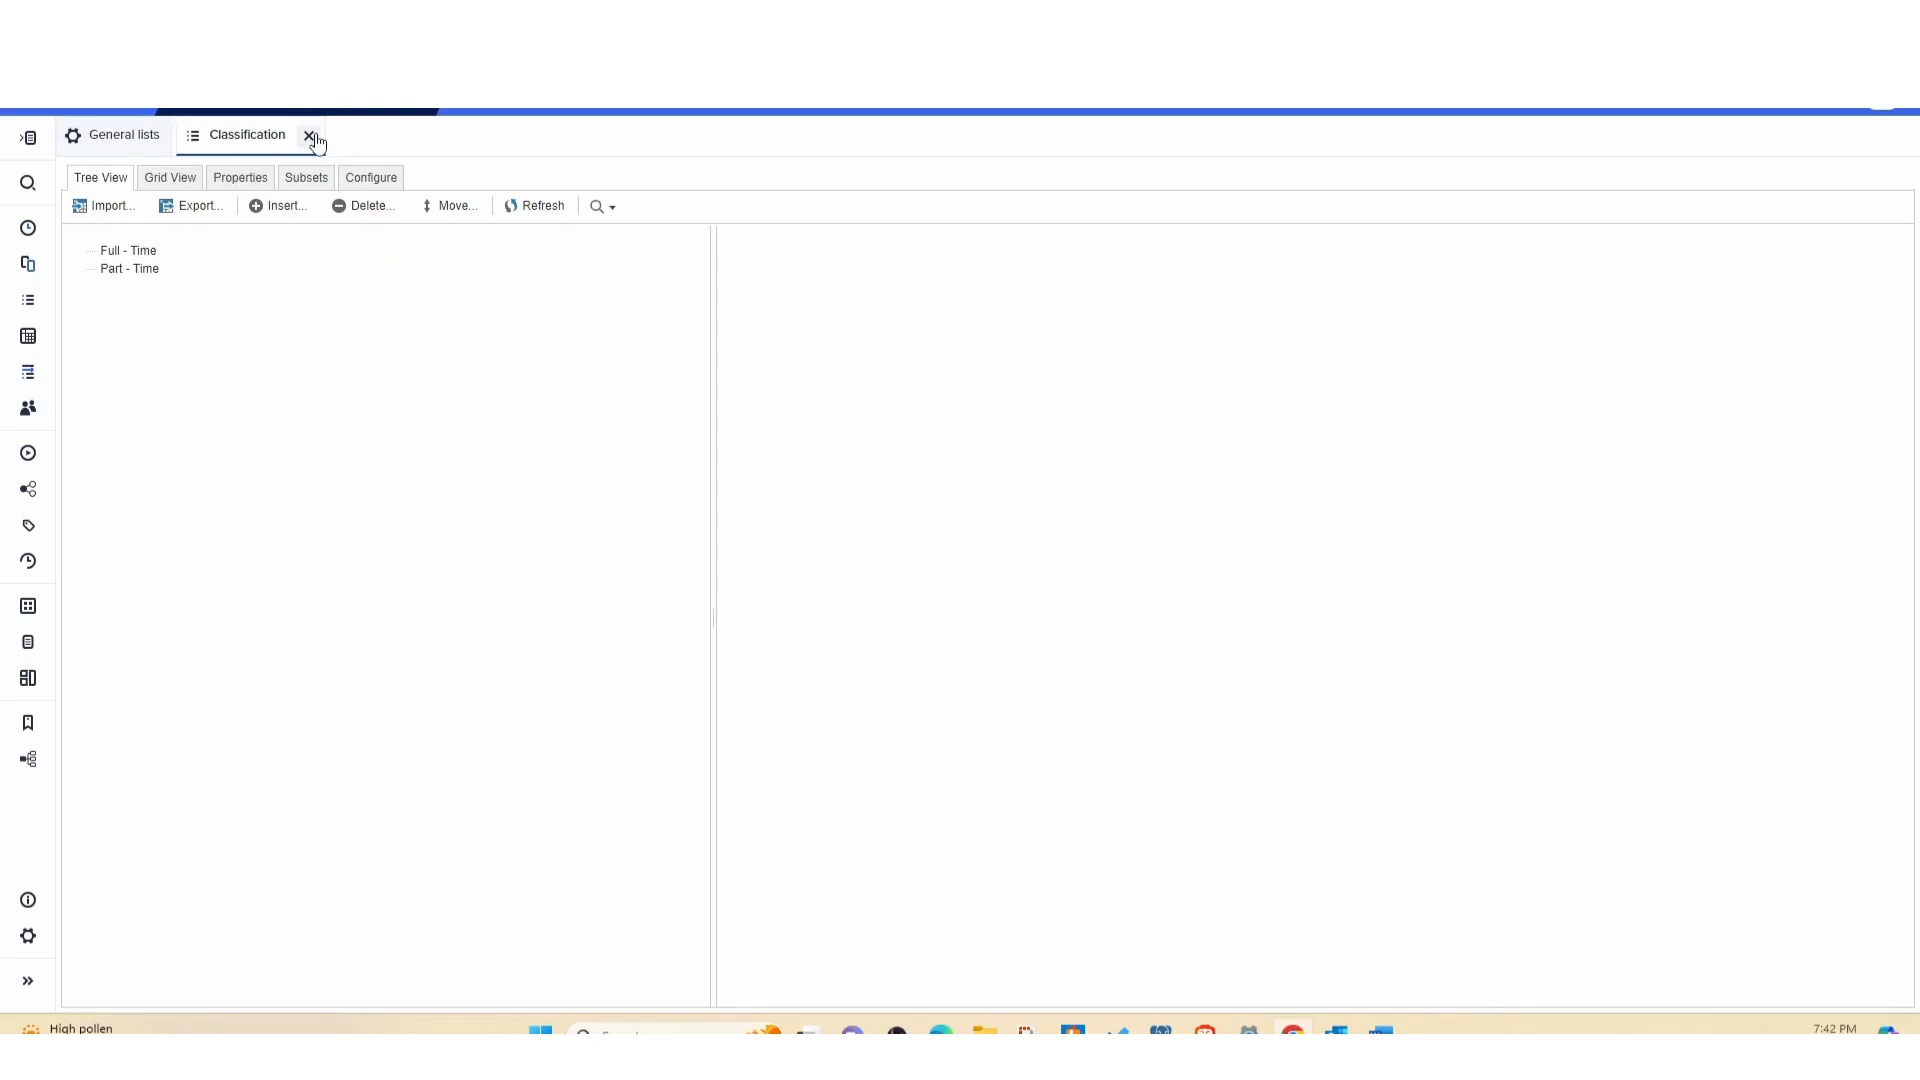 General lists
Classification
Tree View Grid View Properties Subsets Configure
Import... Export... Insert... Delete... Move... Refresh
Full - Time
Part - Time
High pollen
7:42 PM